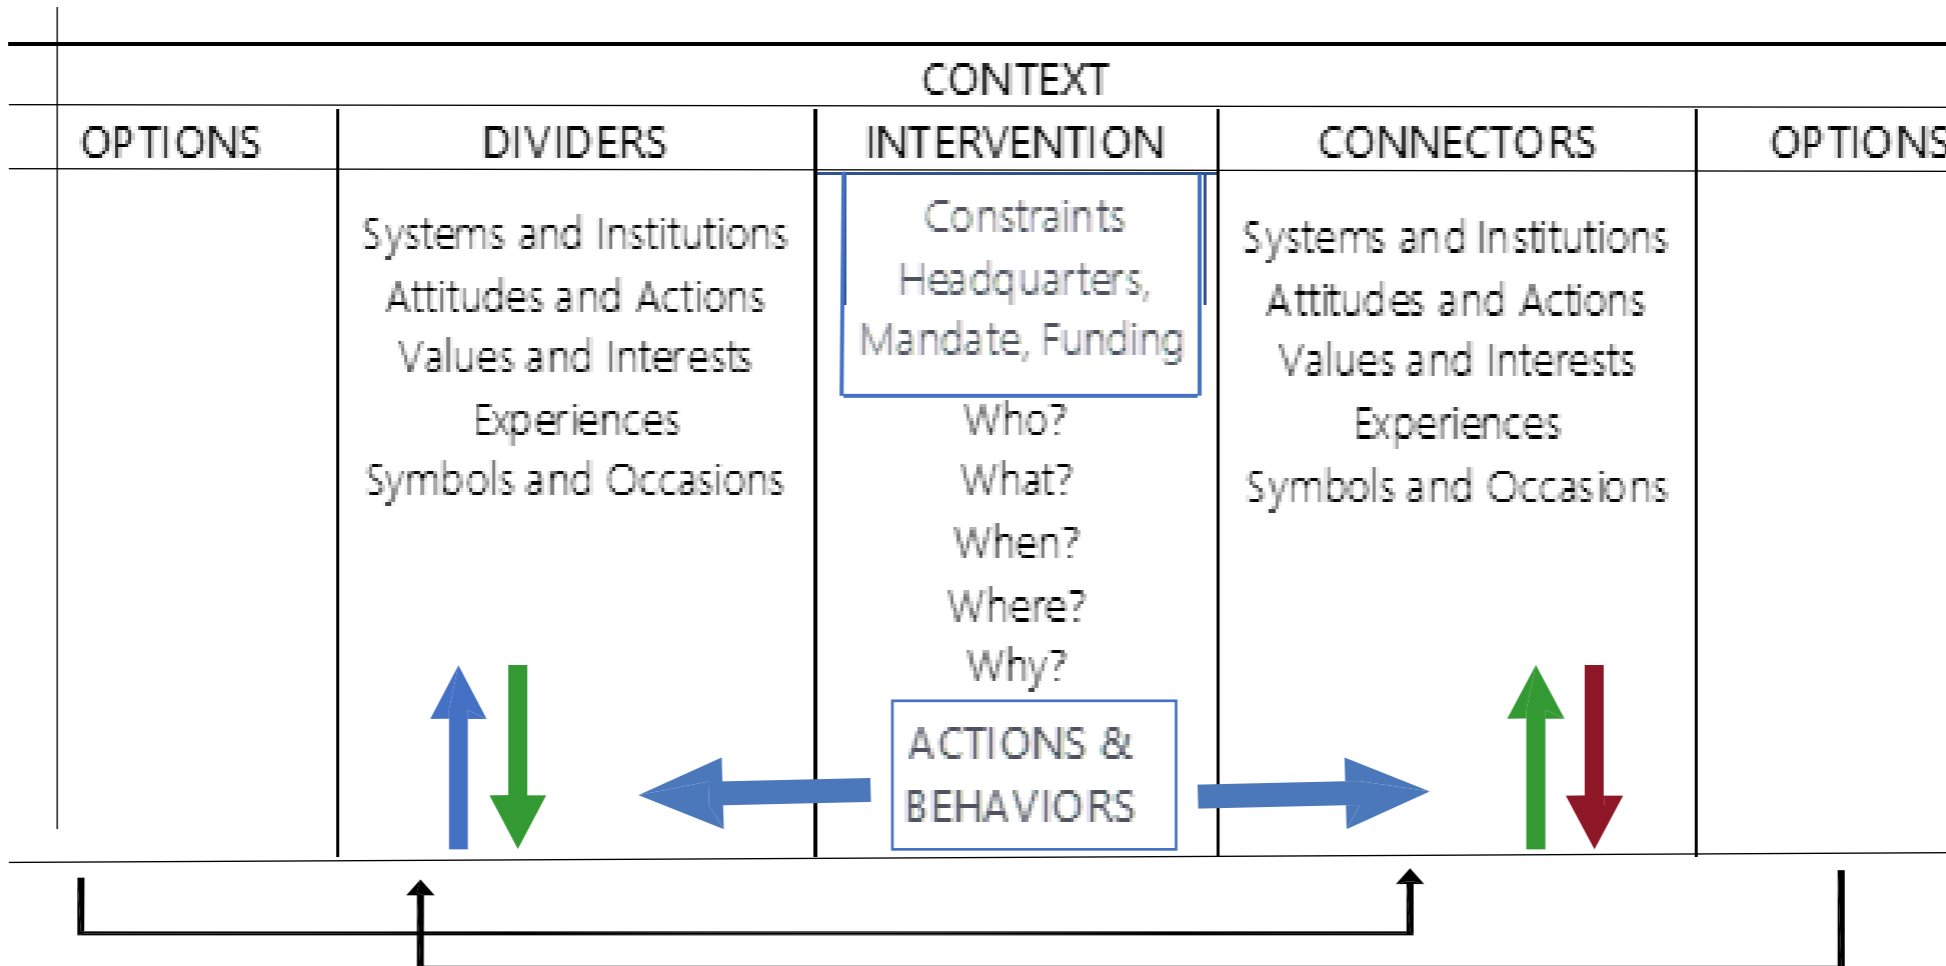 CONTEXT
OPTIONS
DIVIDERS
INTERVENTION
CONNECTORS
OPTIONS
Systems and Institutions
Attitudes and Actions
Values and Interests
Experiences
Symbols and Occasions
Constraints
Headquarters,
Mandate, Funding
Who?
What?
When?
Where?
Why?
ACTIONS &
BEHAVIORS
Systems and Institutions
Attitudes and Actions
Values and Interests
Experiences
Symbols and Occasions